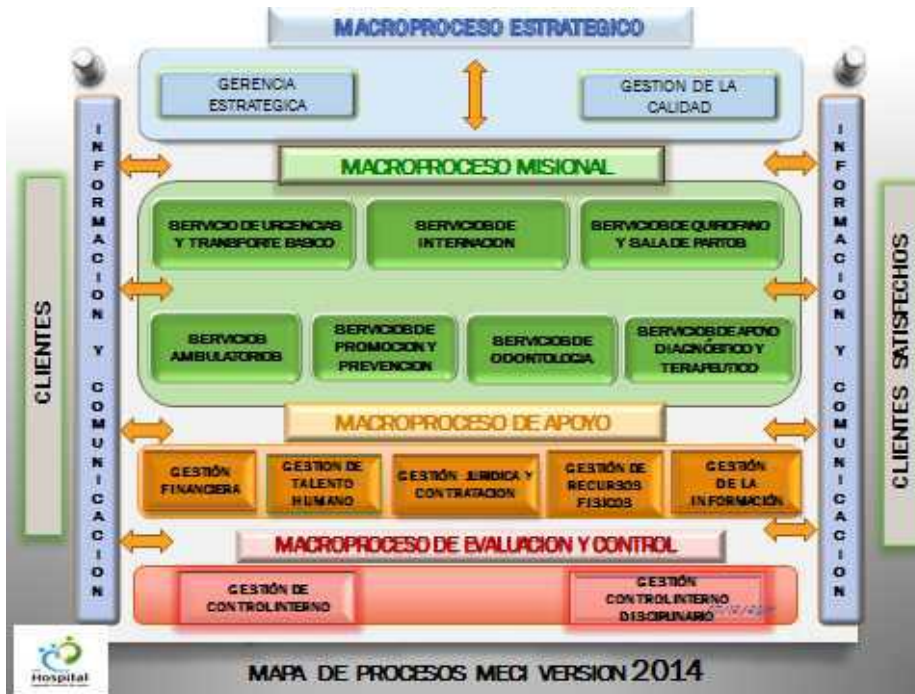 MACROPROCESO ESTRATEGICO
GERENCIA
ESTRATEGICA
GESTION DE LA
CALIDAD
INFORMACION Y COMUNICACION
INFORMACION Y COMUNICACION
CLIENTES
CLIENTES SATISFECHOS
MACROPROCESO MISIONAL
SERVICIO DE URGENCIAS
Y TRANSPORTE BASICO
SERVICIOS DE
INTERNACION
SERVICIOS DE QUIROFANO
Y SALA DE PARTOS
SERVICIOS
AMBULATORIOS
SERVICIOS DE
PROMOCION Y
PREVENCION
SERVICIOS DE
ODONTOLOGIA
SERVICIOS DE APOYO
DIAGNÓSTICO Y
TERAPEUTICO
MACROPROCESO DE APOYO
GESTIÓN
FINANCIERA
GESTION DE
TALENTO
HUMANO
GESTIÓN JURIDICA Y
CONTRATACION
GESTIÓN DE
RECURSOS
FISICOS
GESTIÓN
DE LA
INFORMACIÓN
MACROPROCESO DE EVALUACION Y CONTROL
GESTIÓN DE
CONTROL INTERNO
GESTIÓN
CONTROL INTERNO
DISCIPLINARIO
Hospital
MAPA DE PROCESOS MECI VERSION 2014